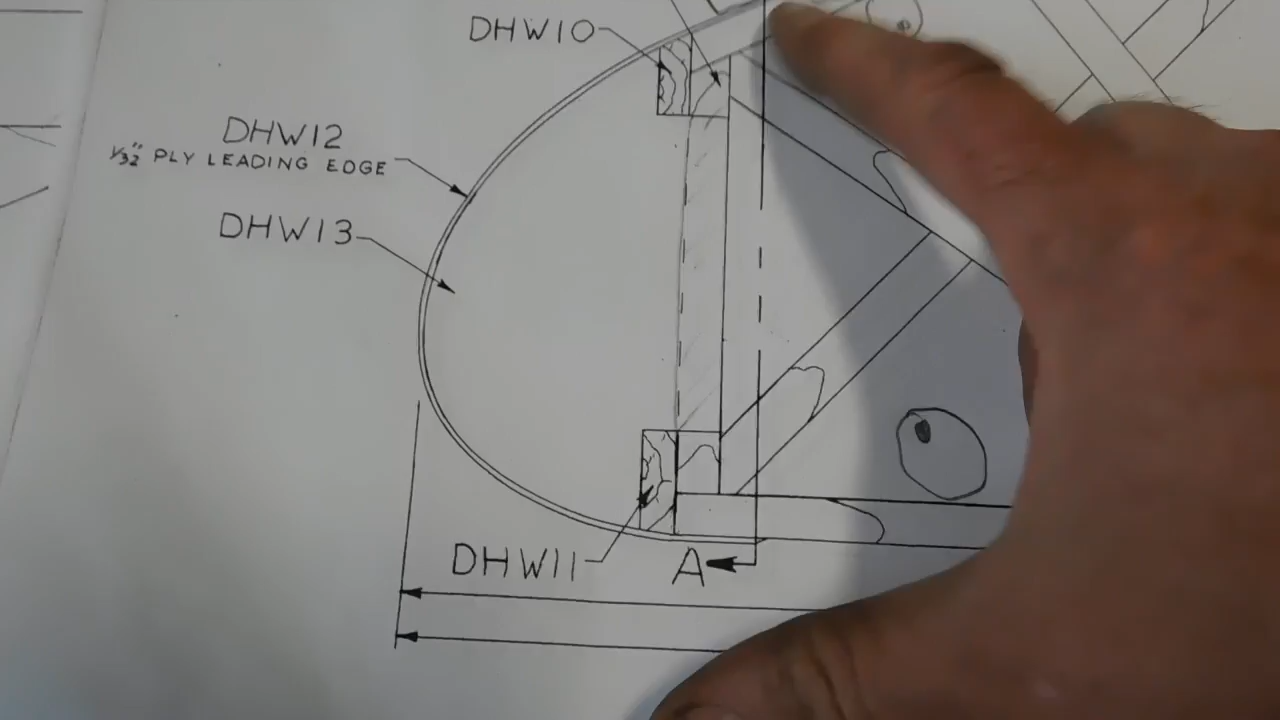 DHW10
DHW12
1/32" PLY LEADING EDGE
DHW13
DHW11
A